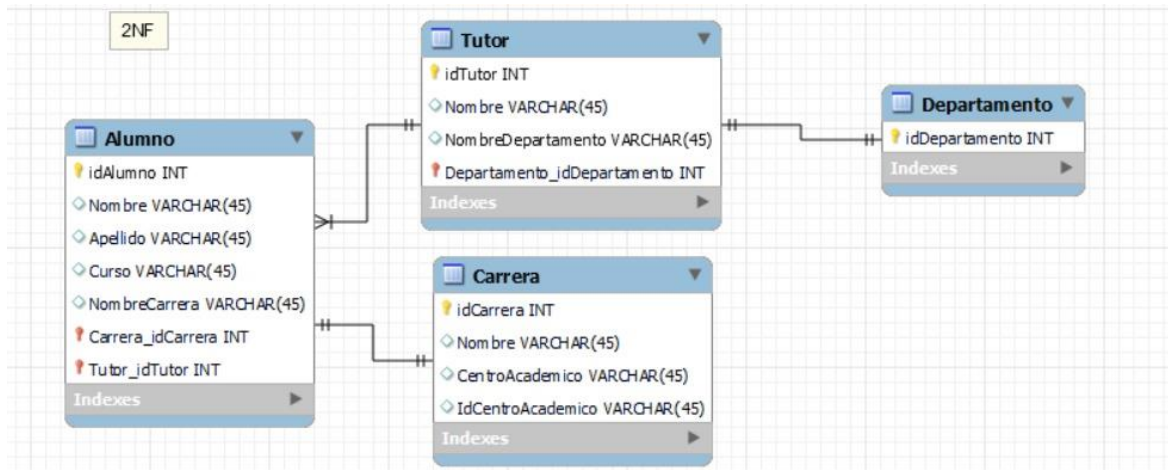 2NF
Tutor
idTutor INT
Nombre VARCHAR(45)
NombreDepartamento VARCHAR(45)
Departamento_idDepartamento INT
Indexes
Departamento
idDepartamento INT
Indexes
Alumno
idAlumno INT
Nombre VARCHAR(45)
Apellido VARCHAR(45)
Curso VARCHAR(45)
NombreCarrera VARCHAR(45)
Carrera_idCarrera INT
Tutor_idTutor INT
Indexes
Carrera
idCarrera INT
Nombre VARCHAR(45)
CentroAcademico VARCHAR(45)
IdCentroAcademico VARCHAR(45)
Indexes